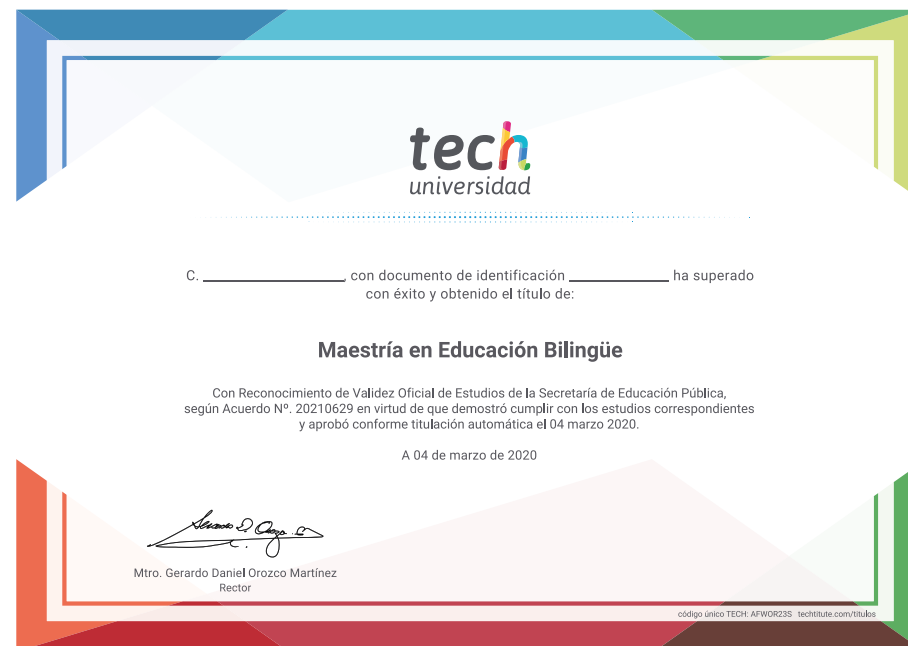 tech
universidad
C. ____________________, con documento de identificación ______________ ha superado
con éxito y obtenido el título de:
Maestría en Educación Bilingüe
Con Reconocimiento de Validez Oficial de Estudios de la Secretaría de Educación Pública,
según Acuerdo Nº. 20210629 en virtud de que demostró cumplir con los estudios correspondientes
y aprobó conforme titulación automática el 04 marzo 2020.
A 04 de marzo de 2020
Mtro. Gerardo Daniel Orozco Martínez
Rector
código único TECH: AFWOR23S techtitute.com/titulos